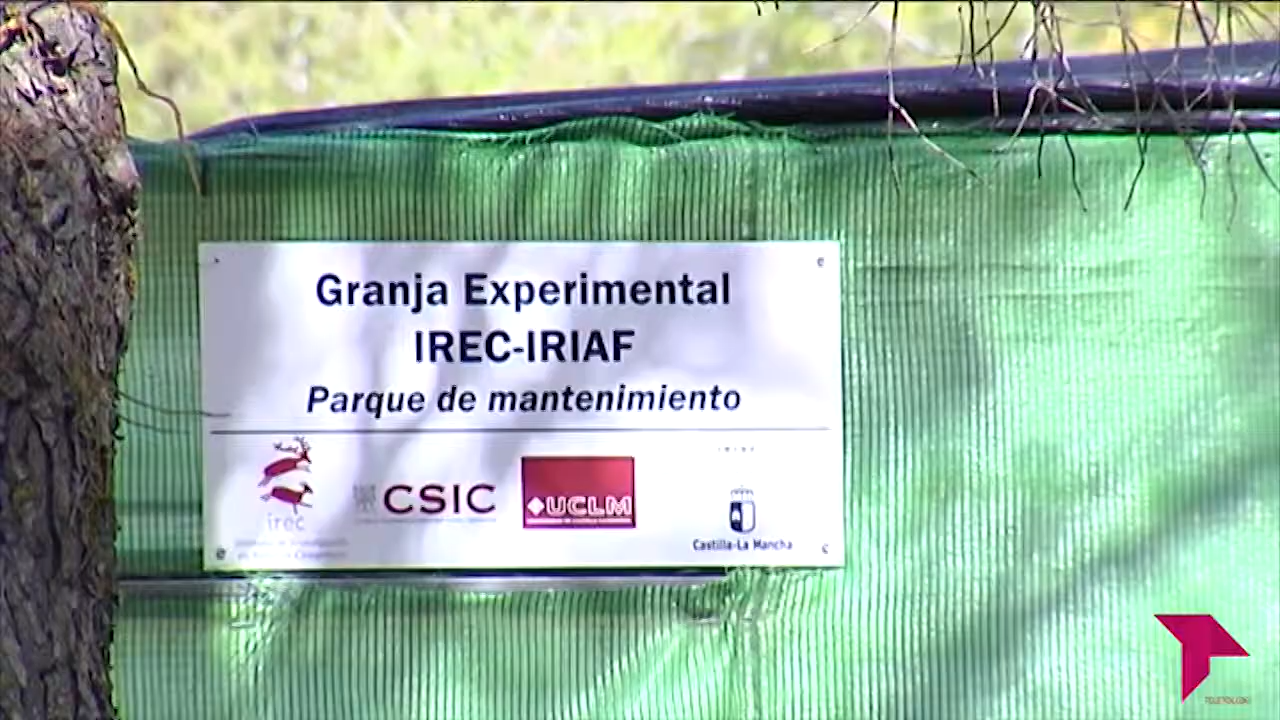 Granja Experimental
IREC-IRIAF
Parque de mantenimiento
irec
CSIC
UCLM
Castilla-La Mancha